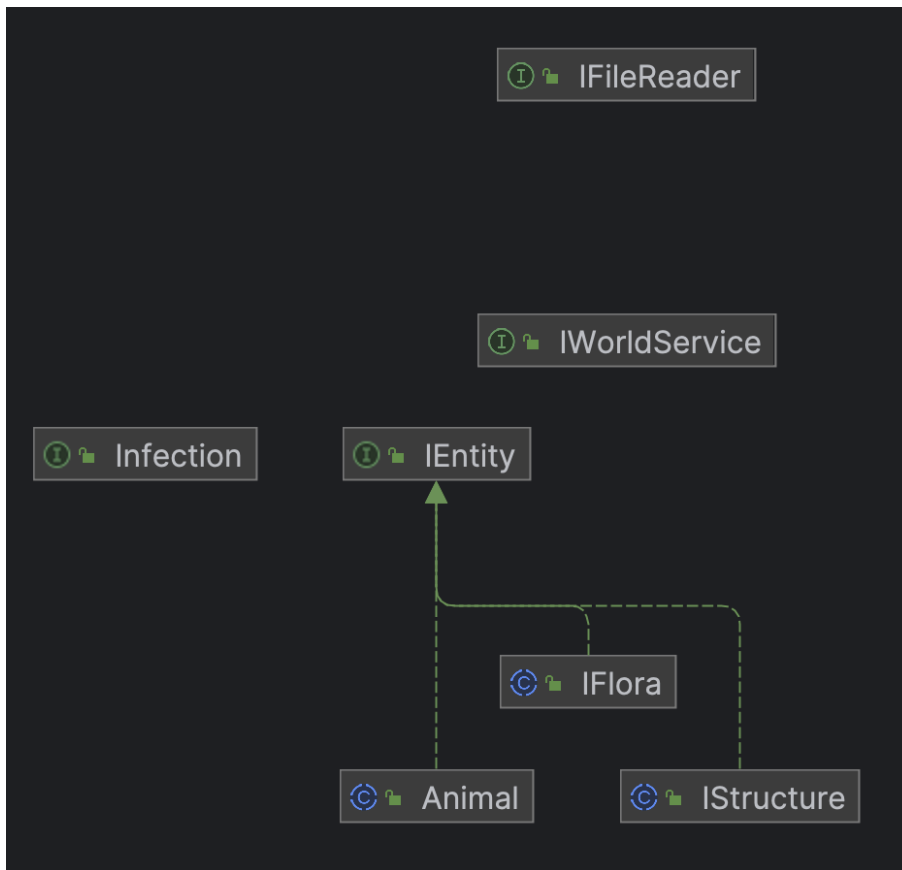 IFileReader
IWorldService
Infection
IEntity
IFlora
Animal
IStructure